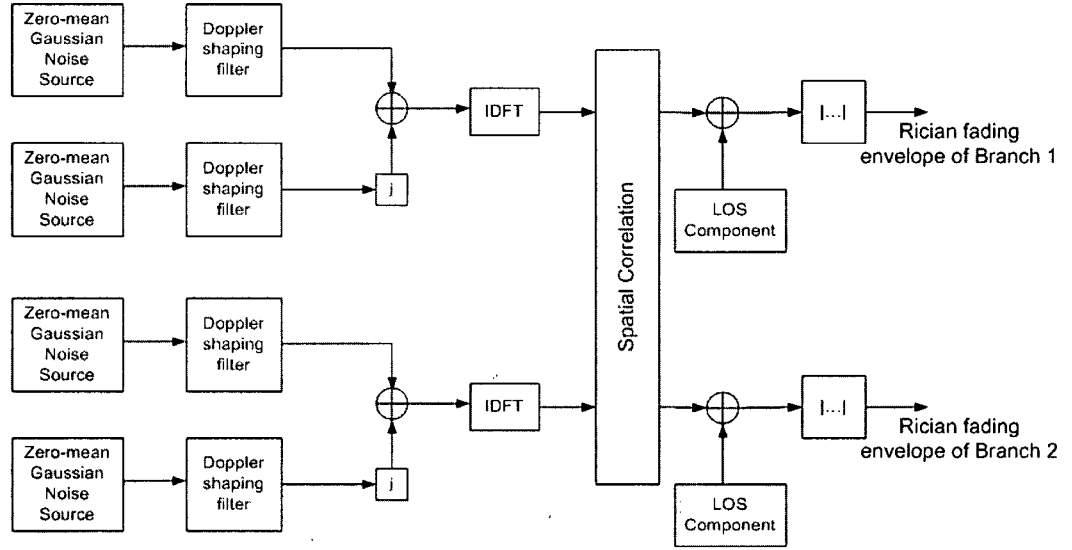 Zero-mean
Gaussian
Noise
Source
Doppler
shaping
filter
Zero-mean
Gaussian
Noise
Source
Doppler
shaping
filter
j
IDFT
Spatial Correlation
|...|
Rician fading
envelope of Branch 1
LOS
Component
Zero-mean
Gaussian
Noise
Source
Doppler
shaping
filter
Zero-mean
Gaussian
Noise
Source
Doppler
shaping
filter
j
IDFT
|...|
Rician fading
envelope of Branch 2
LOS
Component